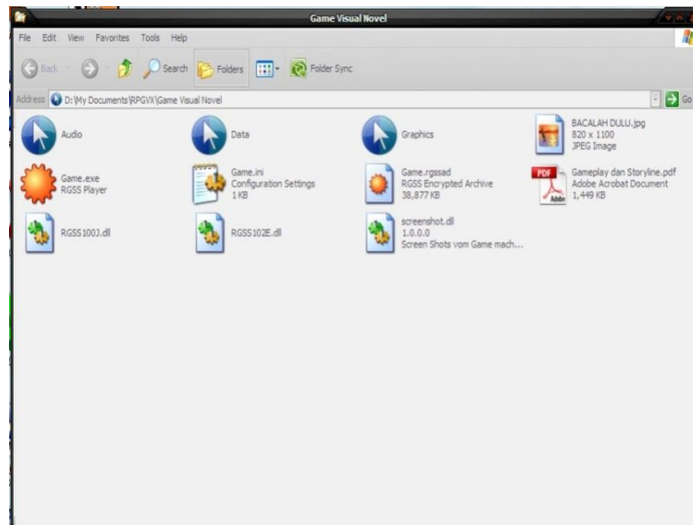 Game Visual Novel
File Edit View Favorites Tools Help
Back Search Folders Folder Sync
Address D:\My Documents\RPGVX\Game Visual Novel Go
Audio
Data
Graphics
BACALAH DULU.jpg
820 x 1100
JPEG Image
Game.exe
RGSS Player
Game.ini
Configuration Settings
1 KB
Game.rgssad
RGSS Encrypted Archive
38,877 KB
PDF
Adobe
Gameplay dan Storyline.pdf
Adobe Acrobat Document
1,449 KB
RGSS100J.dll
RGSS102E.dll
screenshot.dll
1.0.0.0
Screen Shots vom Game mach...